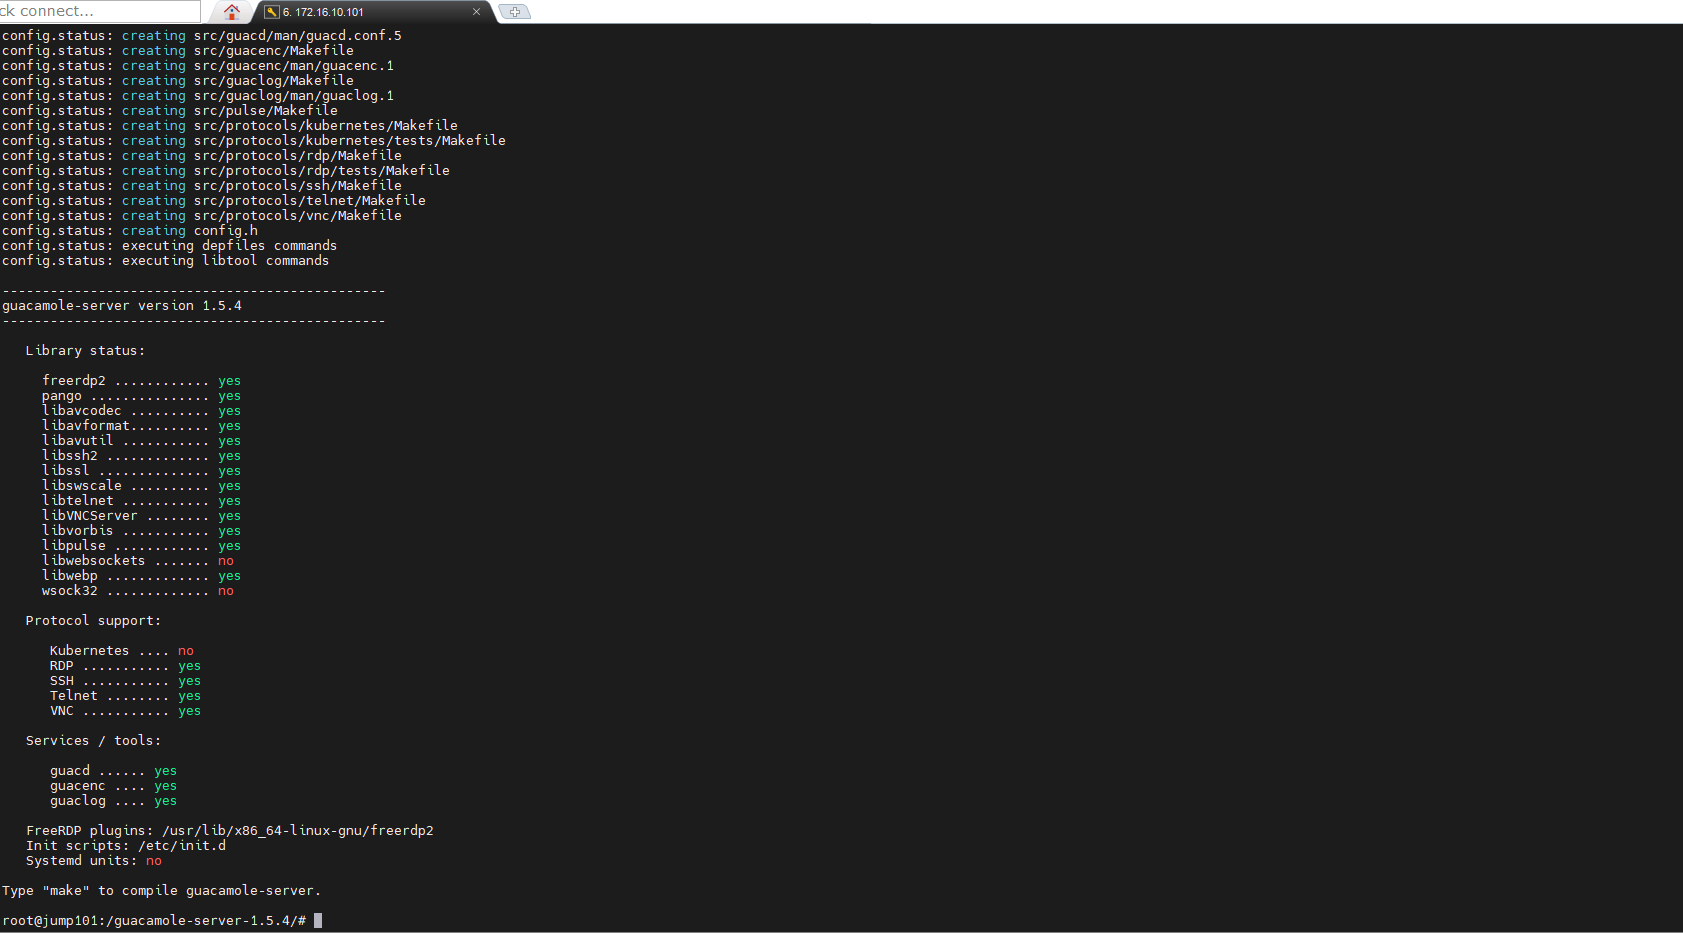 ck connect...
6. 172.16.10.101
config.status: creating src/guacd/man/guacd.conf.5
config.status: creating src/guacenc/Makefile
config.status: creating src/guacenc/man/guacenc.1
config.status: creating src/guaclog/Makefile
config.status: creating src/guaclog/man/guaclog.1
config.status: creating src/pulse/Makefile
config.status: creating src/protocols/kubernetes/Makefile
config.status: creating src/protocols/kubernetes/tests/Makefile
config.status: creating src/protocols/rdp/Makefile
config.status: creating src/protocols/rdp/tests/Makefile
config.status: creating src/protocols/ssh/Makefile
config.status: creating src/protocols/telnet/Makefile
config.status: creating src/protocols/vnc/Makefile
config.status: creating config.h
config.status: executing depfiles commands
config.status: executing libtool commands
------------------------------------------------
guacamole-server version 1.5.4
------------------------------------------------
Library status:
freerdp2 ............ yes
pango ............... yes
libavcodec .......... yes
libavformat.......... yes
libavutil ........... yes
libssh2 ............. yes
libssl .............. yes
libswscale .......... yes
libtelnet ........... yes
libVNCServer ........ yes
libvorbis ........... yes
libpulse ............ yes
libwebsockets ....... no
libwebp ............. yes
wsock32 ............. no
Protocol support:
Kubernetes .... no
RDP ........... yes
SSH ........... yes
Telnet ........ yes
VNC ........... yes
Services / tools:
guacd ...... yes
guacenc .... yes
guaclog .... yes
FreeRDP plugins: /usr/lib/x86_64-linux-gnu/freerdp2
Init scripts: /etc/init.d
Systemd units: no
Type "make" to compile guacamole-server.
root@jump101:/guacamole-server-1.5.4/#